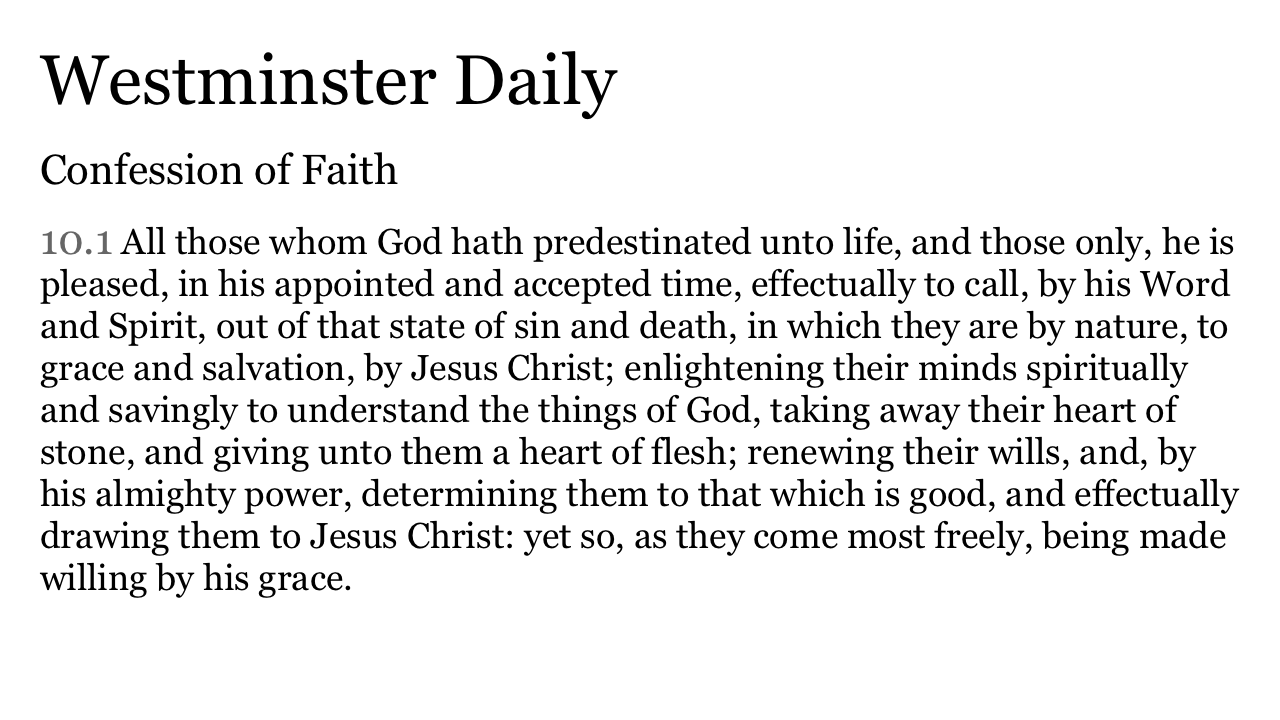 Westminster Daily
Confession of Faith
10.1 All those whom God hath predestinated unto life, and those only, he is
pleased, in his appointed and accepted time, effectually to call, by his Word
and Spirit, out of that state of sin and death, in which they are by nature, to
grace and salvation, by Jesus Christ; enlightening their minds spiritually
and savingly to understand the things of God, taking away their heart of
stone, and giving unto them a heart of flesh; renewing their wills, and, by
his almighty power, determining them to that which is good, and effectually
drawing them to Jesus Christ: yet so, as they come most freely, being made
willing by his grace.